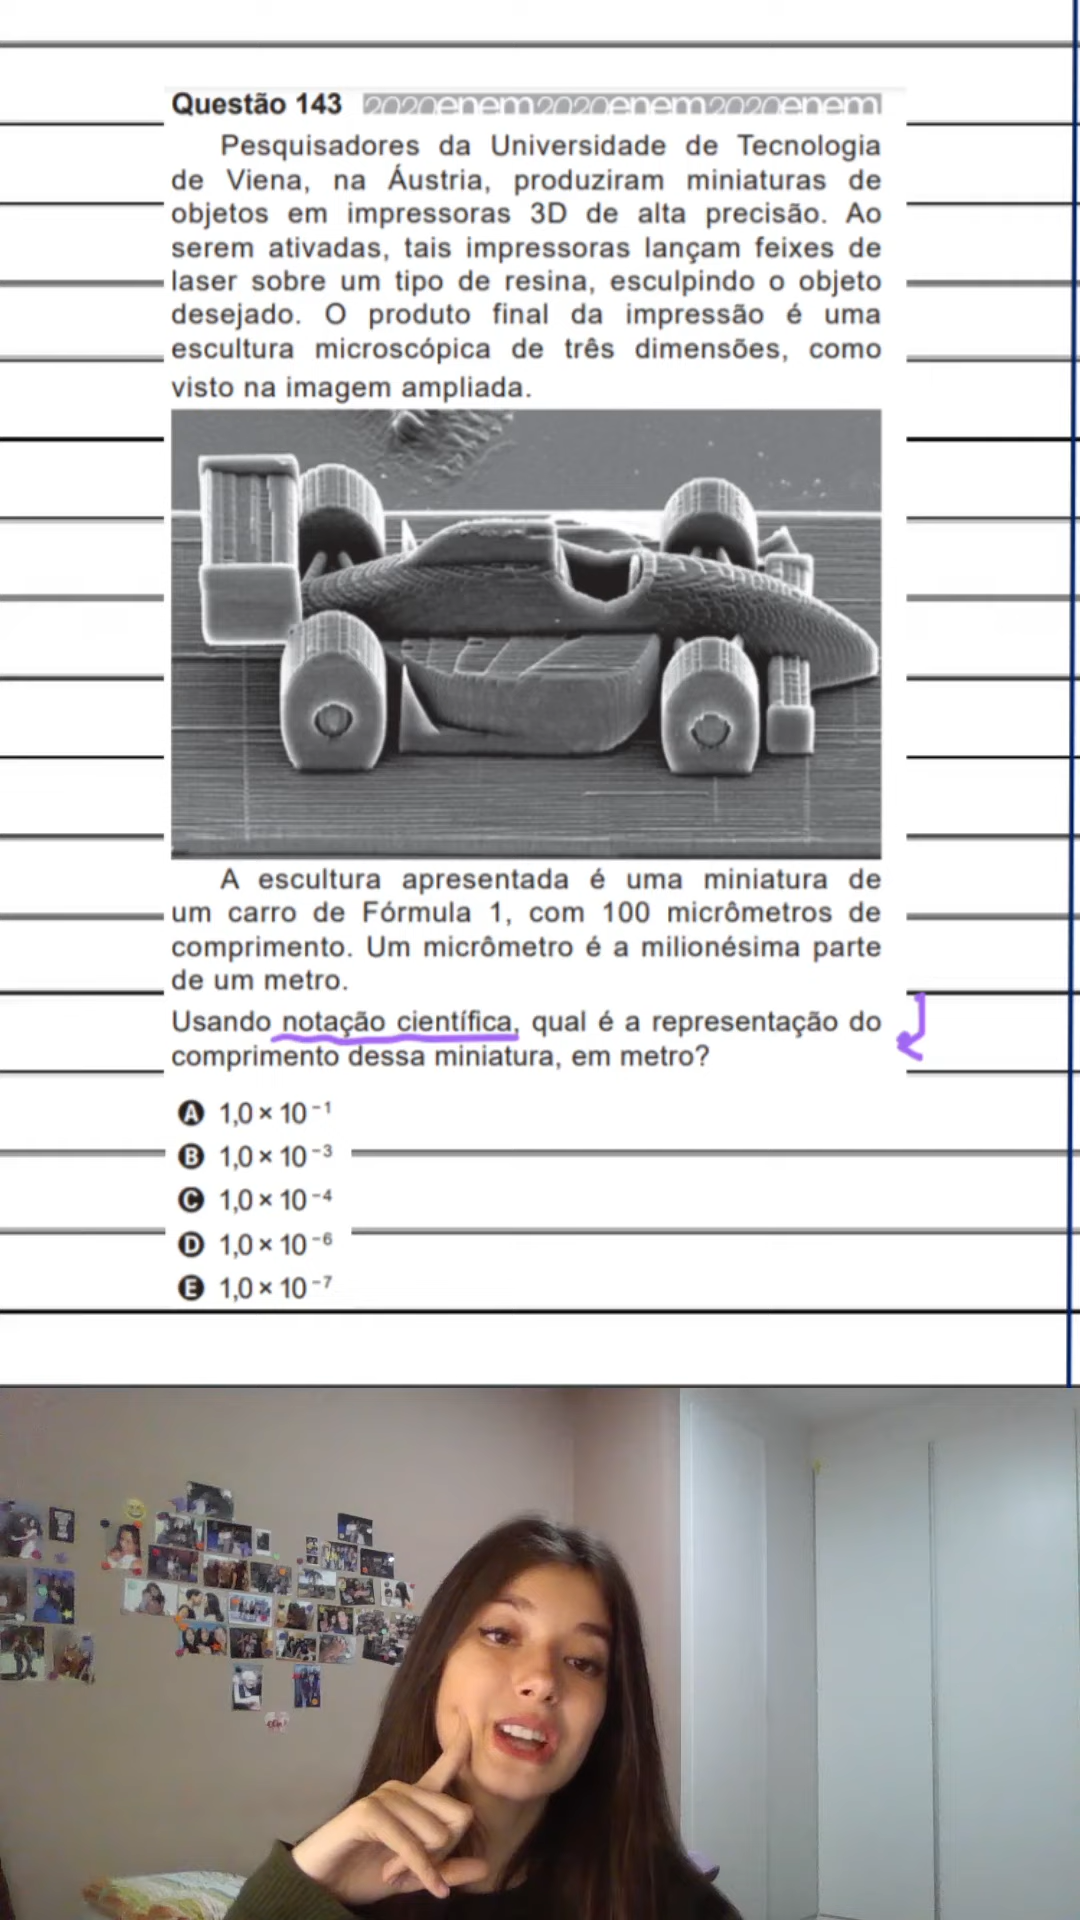 Questão 143 2020enem2020enem2020enem
Pesquisadores da Universidade de Tecnologia
de Viena, na Áustria, produziram miniaturas de
objetos em impressoras 3D de alta precisão. Ao
serem ativadas, tais impressoras lançam feixes de
laser sobre um tipo de resina, esculpindo o objeto
desejado. O produto final da impressão é uma
escultura microscópica de três dimensões, como
visto na imagem ampliada.
A escultura apresentada é uma miniatura de
um carro de Fórmula 1, com 100 micrômetros de
comprimento. Um micrômetro é a milionésima parte
de um metro.
Usando notação científica, qual é a representação do
comprimento dessa miniatura, em metro?
A 1,0 × 10⁻¹
B 1,0 × 10⁻³
C 1,0 × 10⁻⁴
D 1,0 × 10⁻⁶
E 1,0 × 10⁻⁷